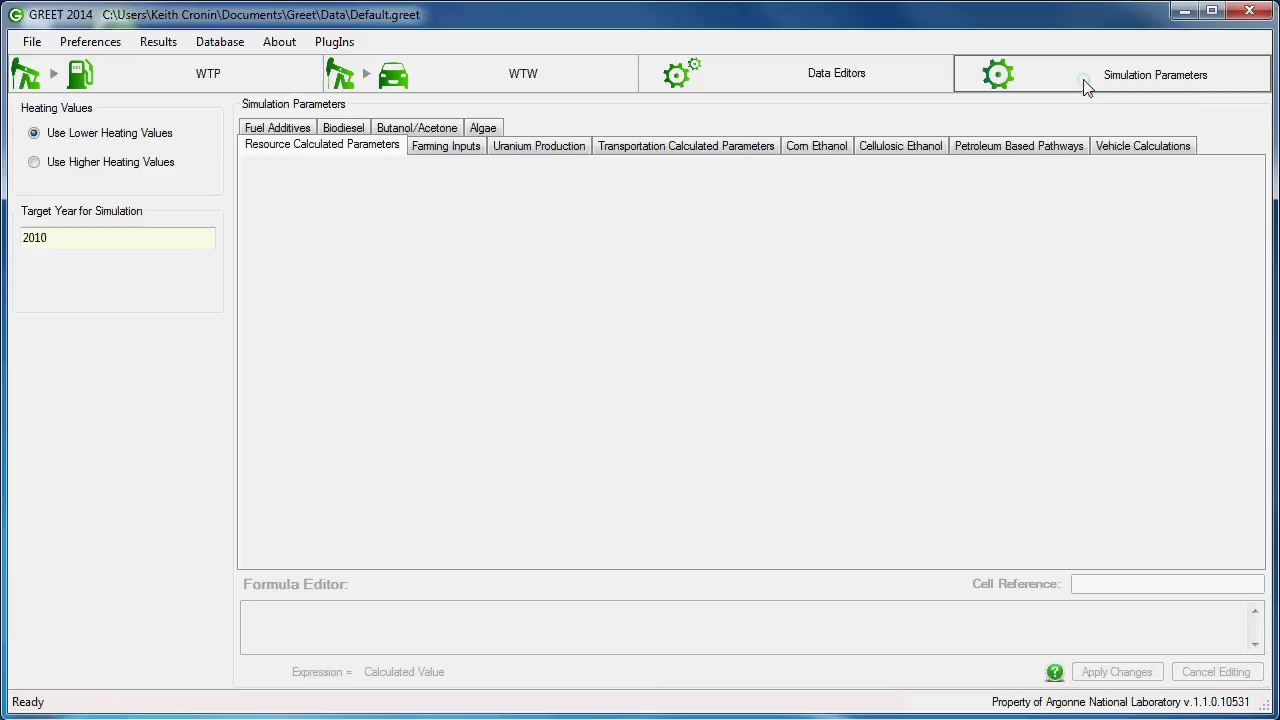 GREET 2014 C:\Users\Keith Cronin\Documents\Greet\Data\Default.greet
File Preferences Results Database About PlugIns
WTP WTW Data Editors Simulation Parameters
Heating Values
Use Lower Heating Values
Use Higher Heating Values
Target Year for Simulation
2010
Simulation Parameters
Fuel Additives Biodiesel Butanol/Acetone Algae
Resource Calculated Parameters Farming Inputs Uranium Production Transportation Calculated Parameters Corn Ethanol Cellulosic Ethanol Petroleum Based Pathways Vehicle Calculations
Formula Editor: Cell Reference:
Expression = Calculated Value ? Apply Changes Cancel Editing
Ready Property of Argonne National Laboratory v.1.1.0.10531